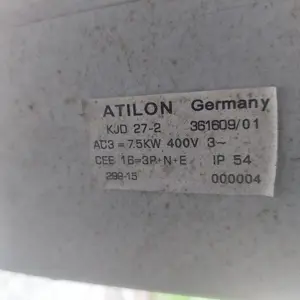 ATILON Germany
KJD 27-2 361609/01
AC3 = 7.5KW 400V 3~
CEE 16=3P+N+E IP 54
298-15 000004